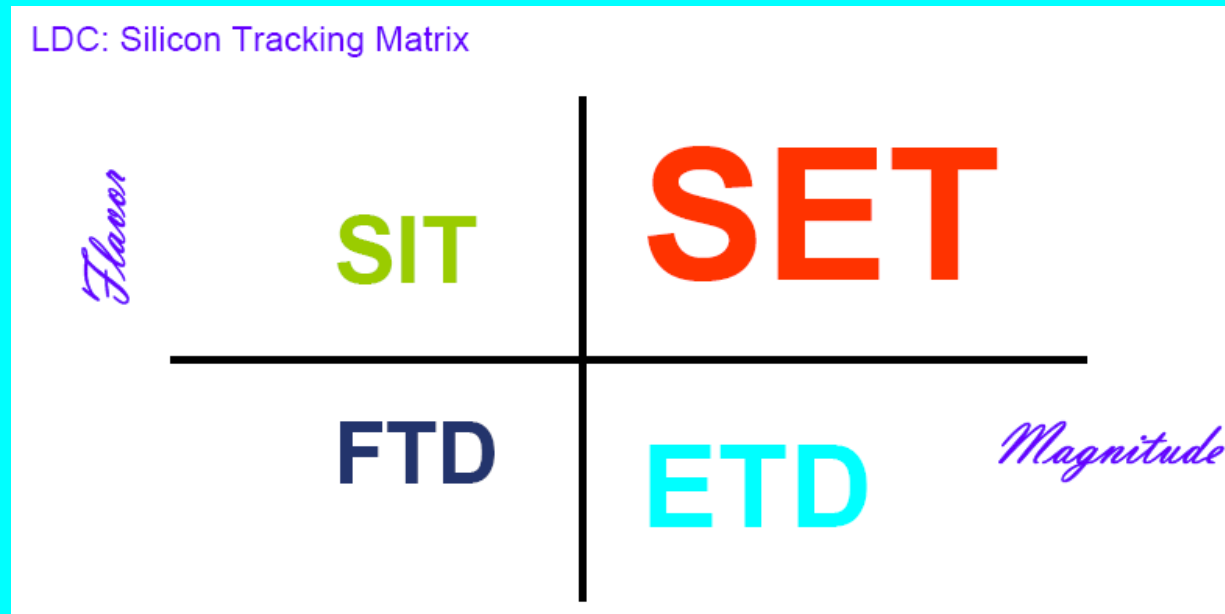 LDC: Silicon Tracking Matrix
Flavor
SIT
SET
FTD
ETD
Magnitude